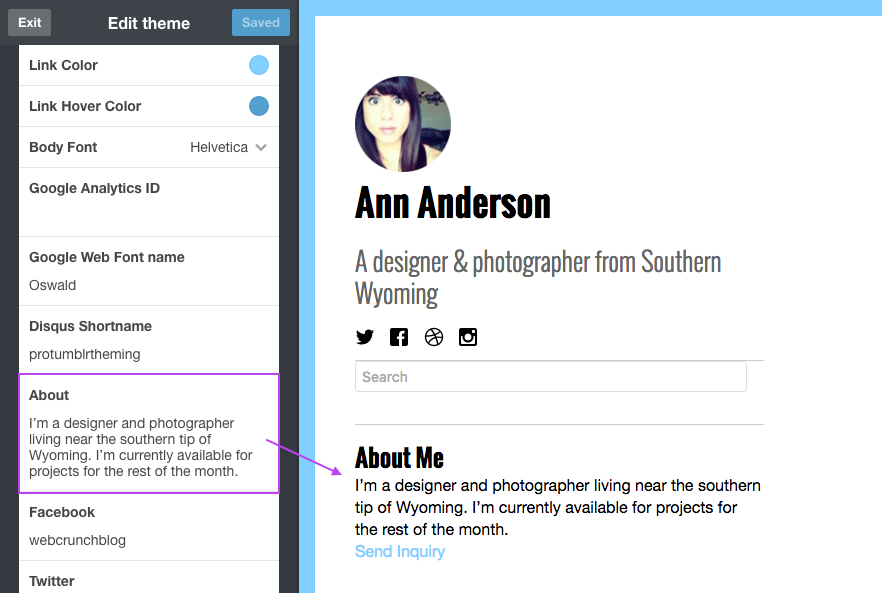 Exit
Edit theme
Saved
Link Color
Link Hover Color
Body Font
Helvetica
Google Analytics ID
Google Web Font name
Oswald
Disqus Shortname
protumblrtheming
About
I’m a designer and photographer
living near the southern tip of
Wyoming. I’m currently available for
projects for the rest of the month.
Facebook
webcrunchblog
Twitter
Ann Anderson
A designer & photographer from Southern
Wyoming
Search
About Me
I’m a designer and photographer living near the southern
tip of Wyoming. I’m currently available for projects for
the rest of the month.
Send Inquiry